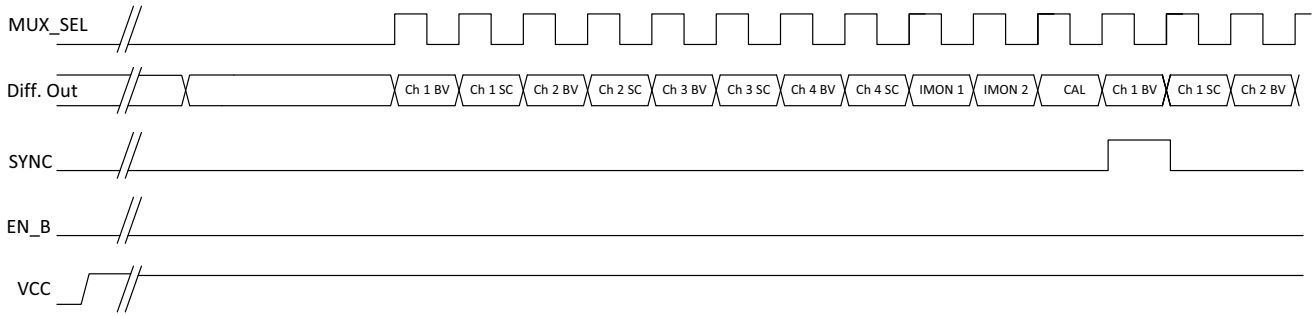 MUX_SEL
Diff. Out
Ch 1 BV Ch 1 SC Ch 2 BV Ch 2 SC Ch 3 BV Ch 3 SC Ch 4 BV Ch 4 SC IMON 1 IMON 2 CAL Ch 1 BV Ch 1 SC Ch 2 BV
SYNC
EN_B
VCC